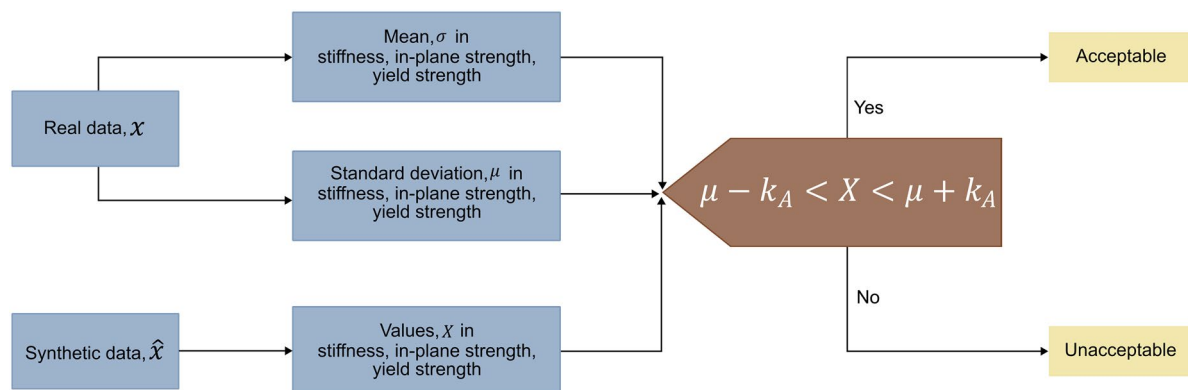 Mean, σ in
stiffness, in-plane strength,
yield strength
Real data, x
Standard deviation, μ in
stiffness, in-plane strength,
yield strength
Synthetic data, x̂
Values, X in
stiffness, in-plane strength,
yield strength
μ − k_A < X < μ + k_A
Yes
Acceptable
No
Unacceptable